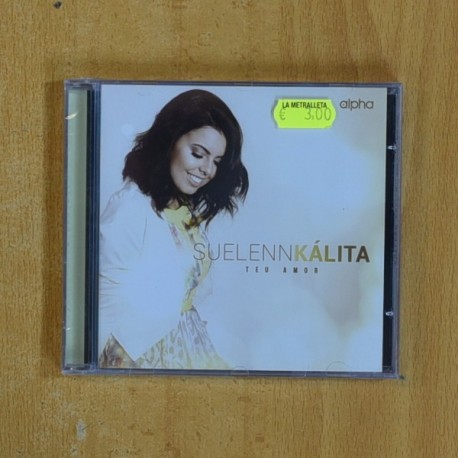 LA METRALLETA
€ 3,00
alpha
SUELENNKÁLITA
TEU AMOR